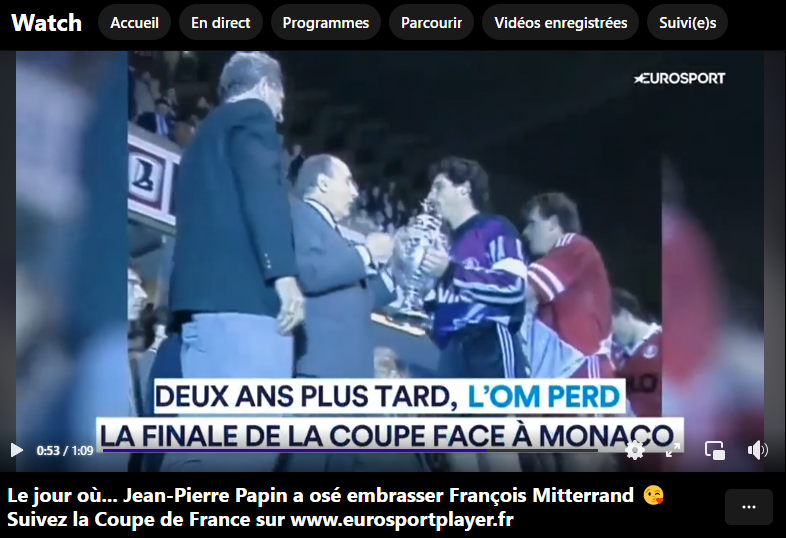 Watch
Accueil
En direct
Programmes
Parcourir
Vidéos enregistrées
Suivi(e)s
EUROSPORT
DEUX ANS PLUS TARD, L'OM PERD
LA FINALE DE LA COUPE FACE À MONACO
0:53 / 1:09
Le jour où... Jean-Pierre Papin a osé embrasser François Mitterrand 😘
Suivez la Coupe de France sur www.eurosportplayer.fr